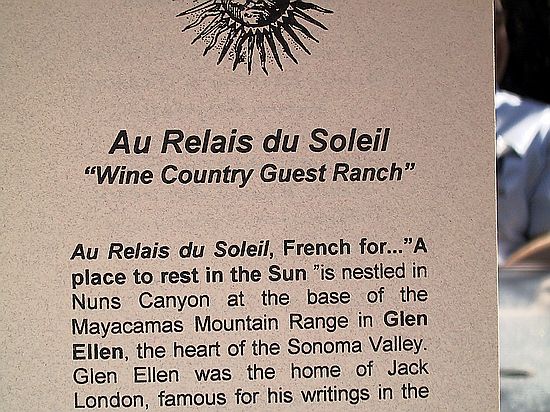 Au Relais du Soleil
“Wine Country Guest Ranch”
Au Relais du Soleil, French for...”A
place to rest in the Sun ”is nestled in
Nuns Canyon at the base of the
Mayacamas Mountain Range in Glen
Ellen, the heart of the Sonoma Valley.
Glen Ellen was the home of Jack
London, famous for his writings in the